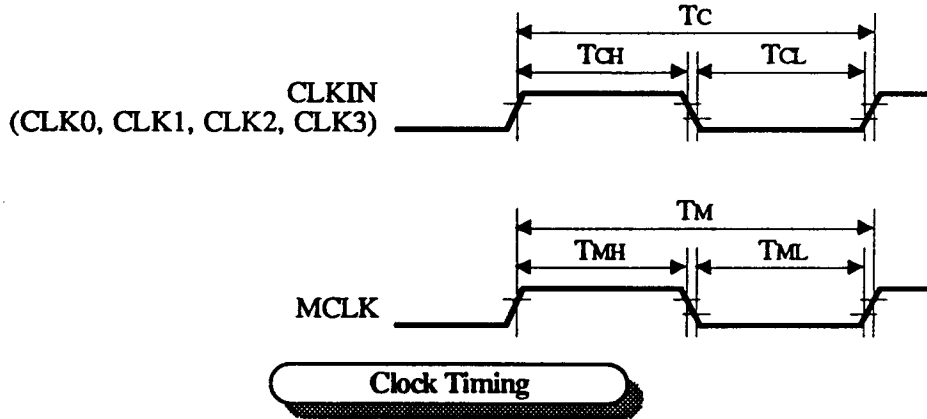 TC
TCH TCL
CLKIN
(CLK0, CLK1, CLK2, CLK3)
TM
TMH TML
MCLK
Clock Timing